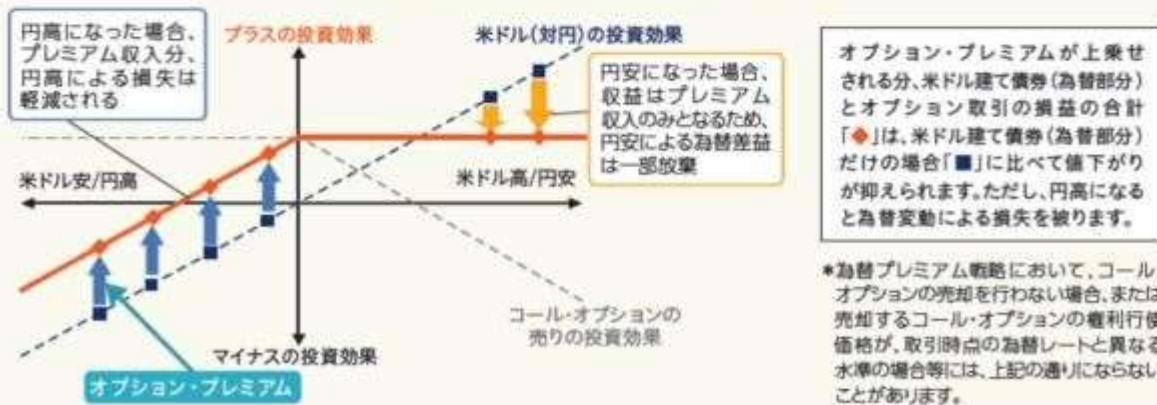 円高になった場合、
プレミアム収入分、
円高による損失は
軽減される
プラスの投資効果
米ドル(対円)の投資効果
円安になった場合、
収益はプレミアム
収入のみとなるため、
円安による為替差益
は一部放棄
米ドル安/円高
米ドル高/円安
コール・オプションの
売りの投資効果
マイナスの投資効果
オプション・プレミアム
オプション・プレミアムが上乗せ
される分、米ドル建て債券(為替部分)
とオプション取引の損益の合計
「◆」は、米ドル建て債券(為替部分)
だけの場合「■」に比べて値下がり
が抑えられます。ただし、円高になる
と為替変動による損失を被ります。
*為替プレミアム戦略において、コール
オプションの売却を行わない場合、または
売却するコール・オプションの権利行使
価格が、取引時点の為替レートと異なる
水準の場合等には、上記の通りにならない
ことがあります。